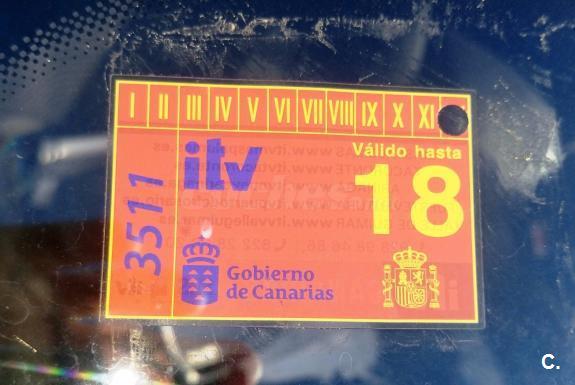 I II III IV V VI VII VIII IX X XI
itv
Válido hasta
18
3511
Gobierno
de Canarias
C.